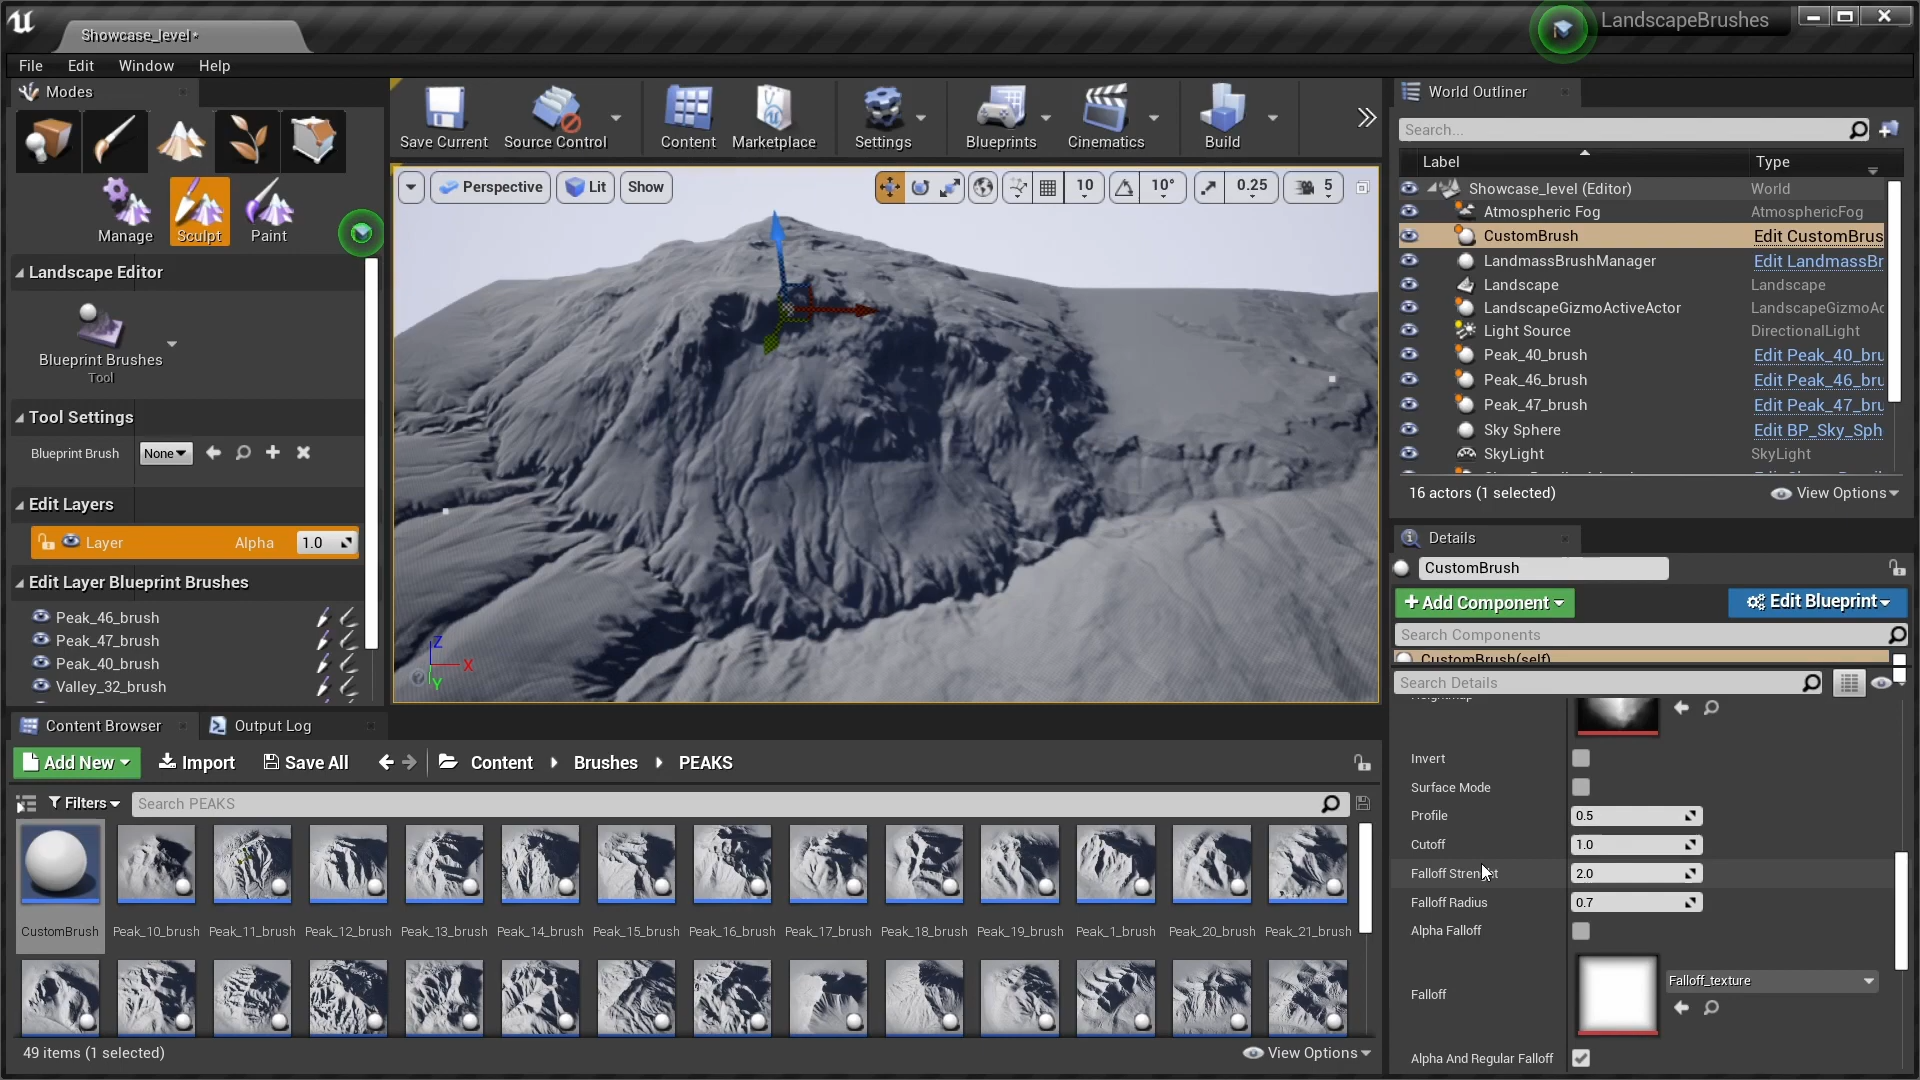 Showcase_level•
LandscapeBrushes
File Edit Window Help
Modes
Save Current Source Control Content Marketplace Settings Blueprints Cinematics Build
Manage Sculpt Paint
Landscape Editor
Blueprint Brushes
Tool
Tool Settings
Blueprint Brush None
Edit Layers
Layer Alpha 1.0
Edit Layer Blueprint Brushes
Peak_46_brush
Peak_47_brush
Peak_40_brush
Valley_32_brush
Perspective Lit Show 10 10° 0.25 5
Z
X
Y
World Outliner
Search...
Label Type
Showcase_level (Editor) World
Atmospheric Fog AtmosphericFog
CustomBrush Edit CustomBrus
LandmassBrushManager Edit LandmassBr
Landscape Landscape
LandscapeGizmoActiveActor LandscapeGizmoAc
Light Source DirectionalLight
Peak_40_brush Edit Peak_40_bru
Peak_46_brush Edit Peak_46_bru
Peak_47_brush Edit Peak_47_bru
Sky Sphere Edit BP_Sky_Sph
SkyLight SkyLight
16 actors (1 selected) View Options
Details
CustomBrush
+Add Component Edit Blueprint
Search Components
CustomBrush(self)
Search Details
Invert
Surface Mode
Profile 0.5
Cutoff 1.0
Falloff Stren t 2.0
Falloff Radius 0.7
Alpha Falloff
Falloff Falloff_texture
Alpha And Regular Falloff
Content Browser Output Log
Add New Import Save All Content Brushes PEAKS
Filters Search PEAKS
CustomBrush Peak_10_brush Peak_11_brush Peak_12_brush Peak_13_brush Peak_14_brush Peak_15_brush Peak_16_brush Peak_17_brush Peak_18_brush Peak_19_brush Peak_1_brush Peak_20_brush Peak_21_brush
49 items (1 selected) View Options